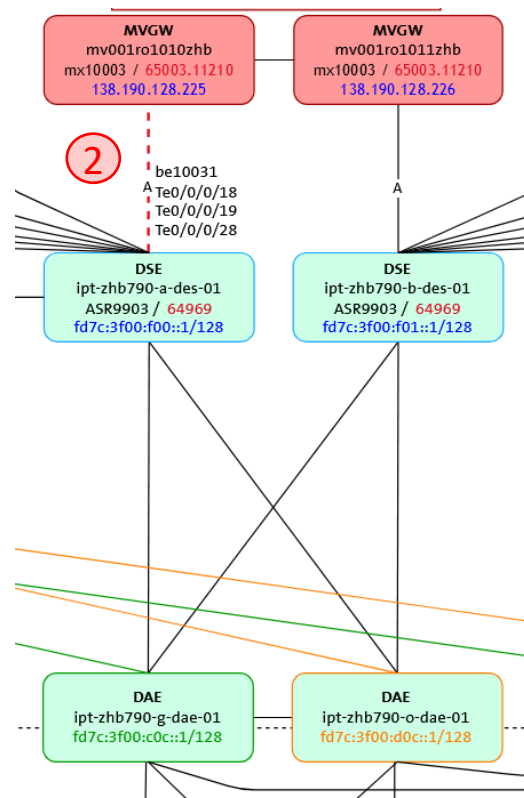 MVGW
mv001ro1010zhb
mx10003 / 65003.11210
138.190.128.225
MVGW
mv001ro1011zhb
mx10003 / 65003.11210
138.190.128.226
2
be10031
A
Te0/0/0/18
Te0/0/0/19
Te0/0/0/28
A
DSE
ipt-zhb790-a-des-01
ASR9903 / 64969
fd7c:3f00:f00::1/128
DSE
ipt-zhb790-b-des-01
ASR9903 / 64969
fd7c:3f00:f01::1/128
DAE
ipt-zhb790-g-dae-01
fd7c:3f00:c0c::1/128
DAE
ipt-zhb790-o-dae-01
fd7c:3f00:d0c::1/128